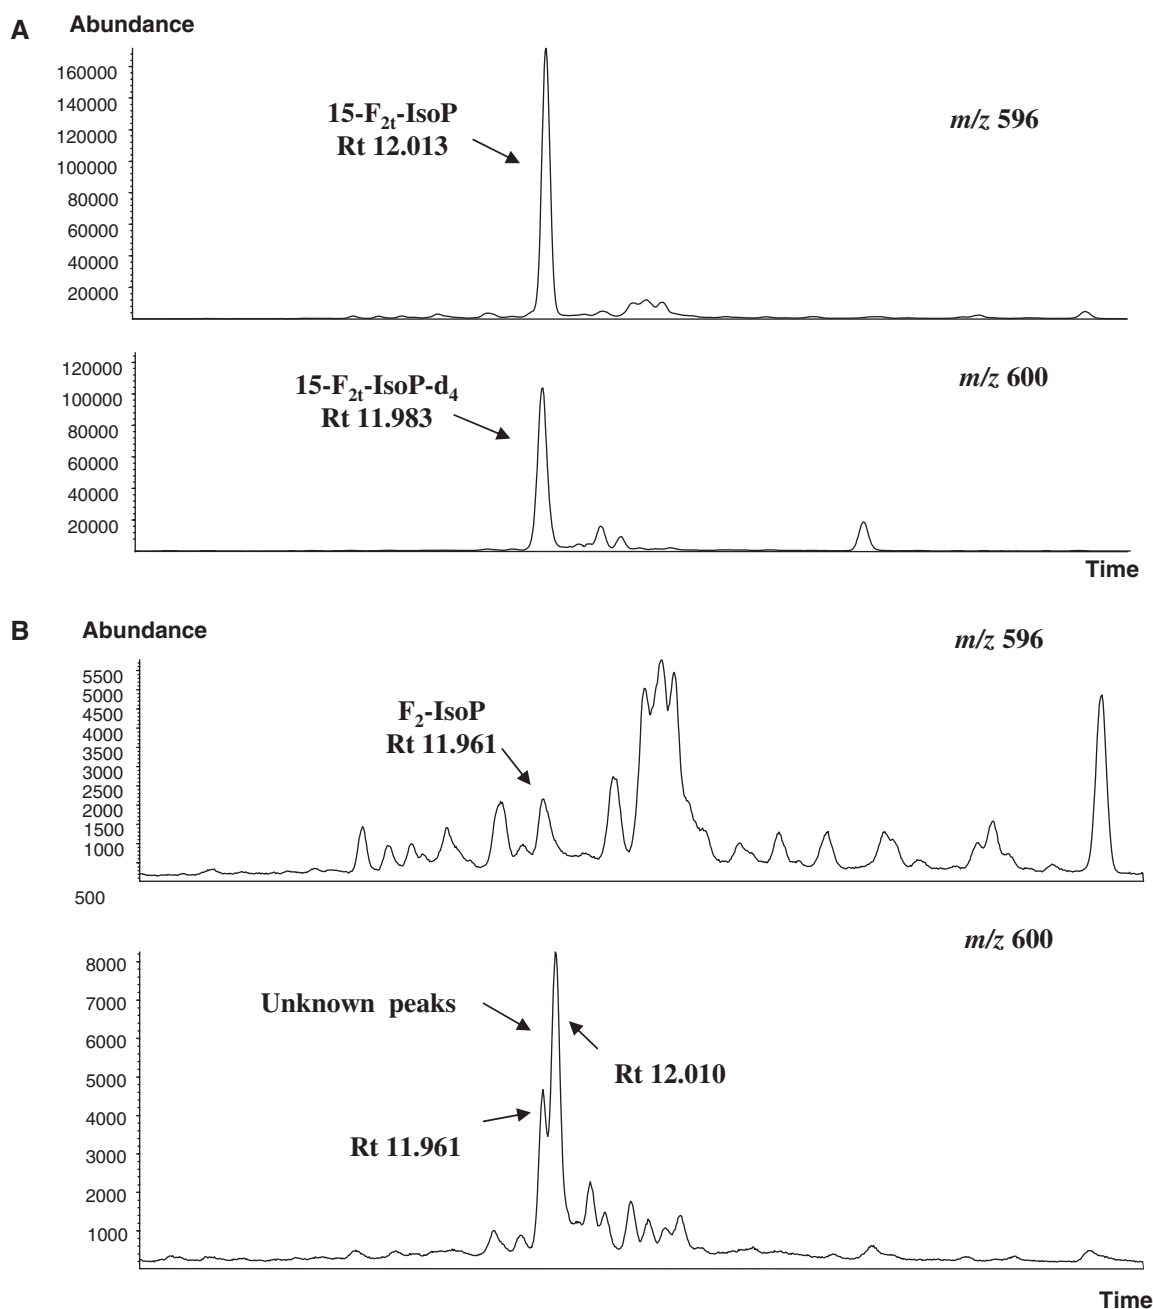 A
Abundance
160000
140000
120000
100000
80000
60000
40000
20000
15-F2t-IsoP
Rt 12.013
m/z 596
120000
100000
80000
60000
40000
20000
15-F2t-IsoP-d4
Rt 11.983
m/z 600
Time
B
Abundance
m/z 596
5500
5000
4500
4000
3500
3000
2500
2000
1500
1000
500
F2-IsoP
Rt 11.961
m/z 600
8000
7000
6000
5000
4000
3000
2000
1000
Unknown peaks
Rt 12.010
Rt 11.961
Time